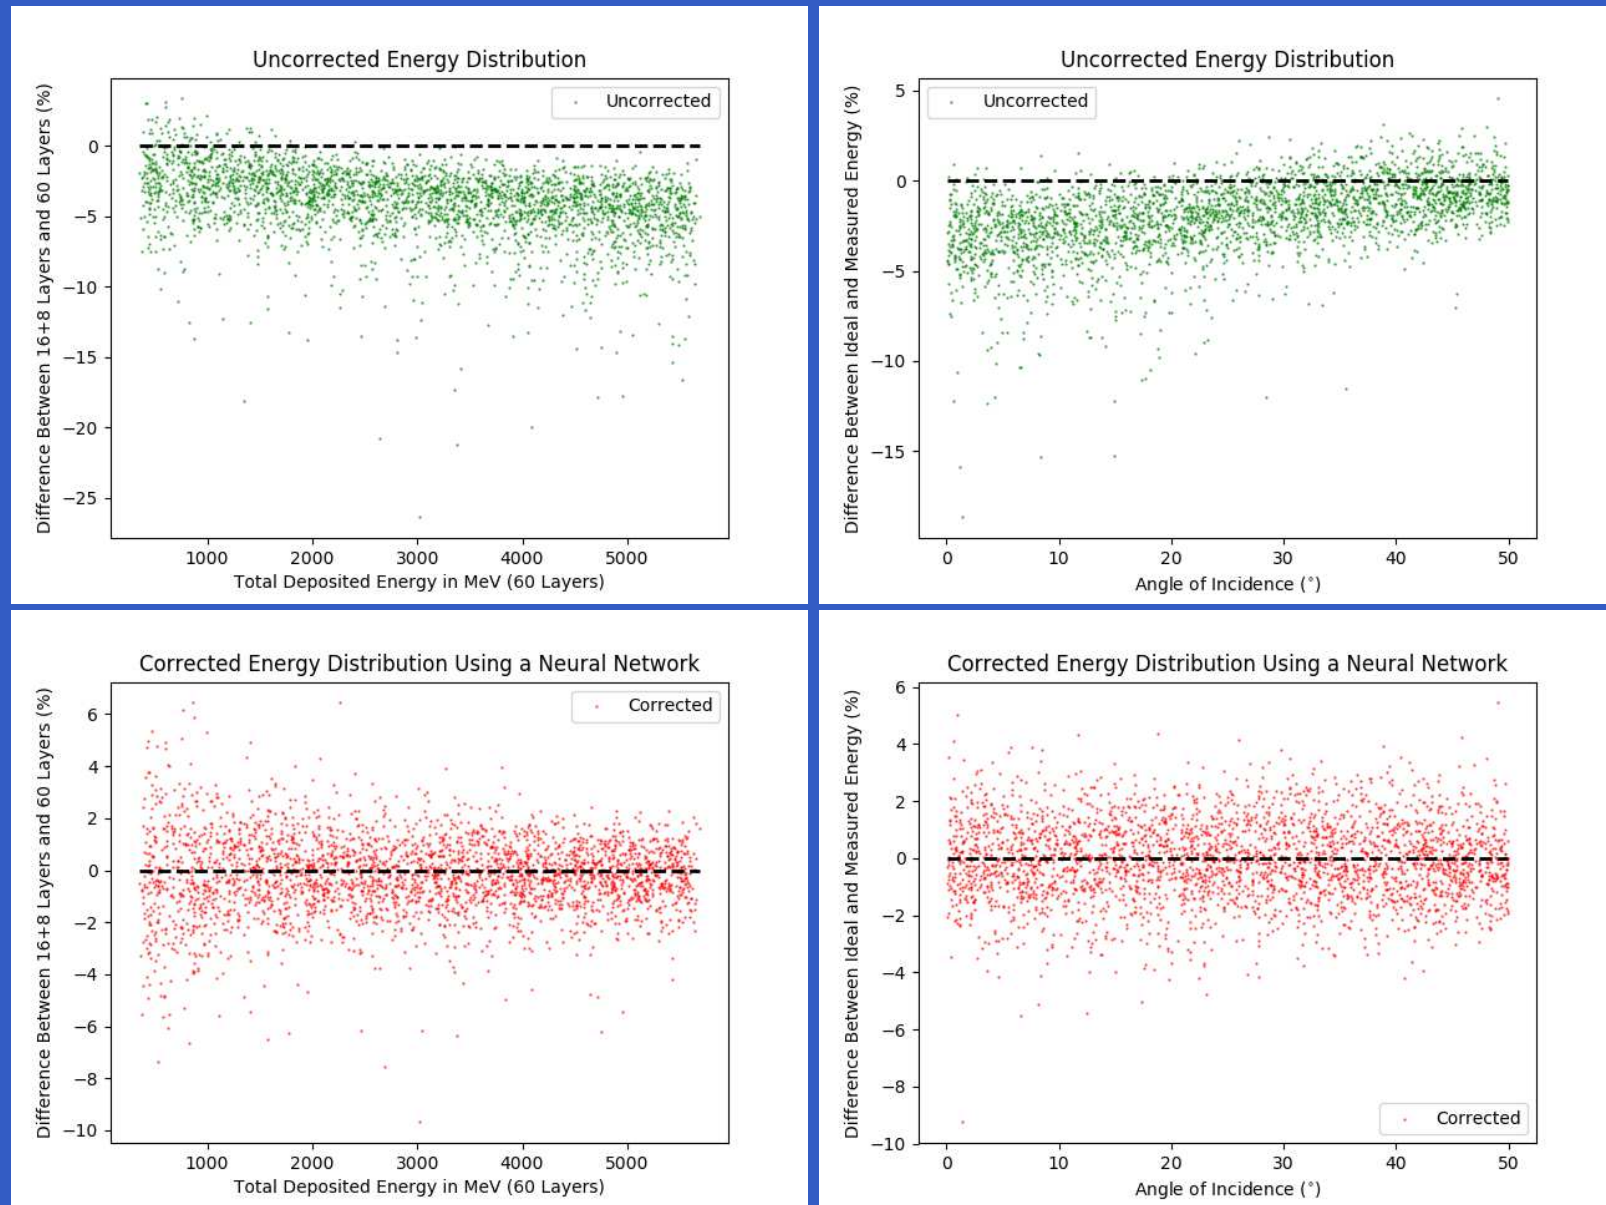 Uncorrected Energy Distribution
Difference Between 16+8 Layers and 60 Layers (%)
Uncorrected
0
−5
−10
−15
−20
−25
1000 2000 3000 4000 5000
Total Deposited Energy in MeV (60 Layers)
Uncorrected Energy Distribution
Difference Between Ideal and Measured Energy (%)
Uncorrected
5
0
−5
−10
−15
0 10 20 30 40 50
Angle of Incidence (°)
Corrected Energy Distribution Using a Neural Network
Difference Between 16+8 Layers and 60 Layers (%)
Corrected
6
4
2
0
−2
−4
−6
−8
−10
1000 2000 3000 4000 5000
Total Deposited Energy in MeV (60 Layers)
Corrected Energy Distribution Using a Neural Network
Difference Between Ideal and Measured Energy (%)
6
4
2
0
−2
−4
−6
−8
−10
Corrected
0 10 20 30 40 50
Angle of Incidence (°)